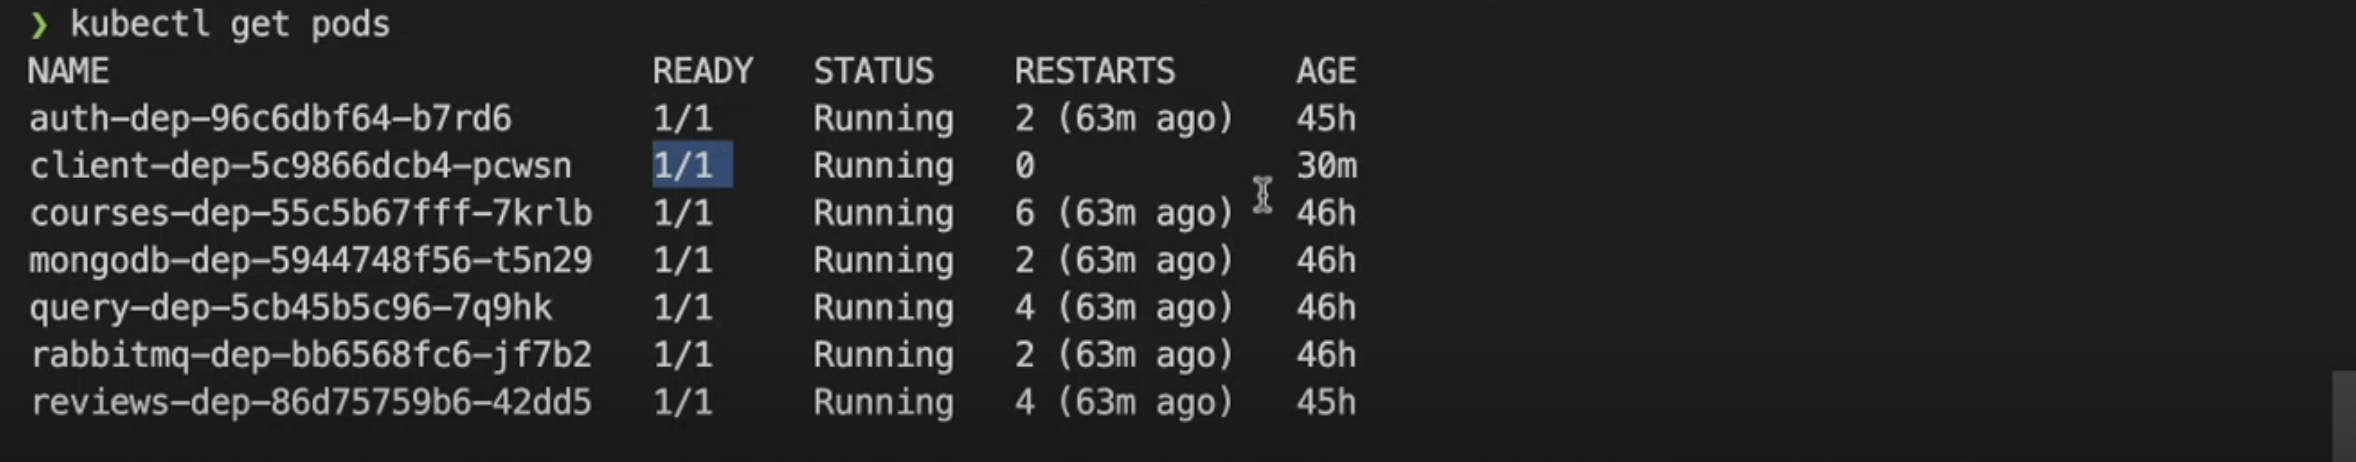 ❯ kubectl get pods
NAME READY STATUS RESTARTS AGE
auth-dep-96c6dbf64-b7rd6 1/1 Running 2 (63m ago) 45h
client-dep-5c9866dcb4-pcwsn 1/1 Running 0 30m
courses-dep-55c5b67fff-7krlb 1/1 Running 6 (63m ago) 46h
mongodb-dep-5944748f56-t5n29 1/1 Running 2 (63m ago) 46h
query-dep-5cb45b5c96-7q9hk 1/1 Running 4 (63m ago) 46h
rabbitmq-dep-bb6568fc6-jf7b2 1/1 Running 2 (63m ago) 46h
reviews-dep-86d75759b6-42dd5 1/1 Running 4 (63m ago) 45h